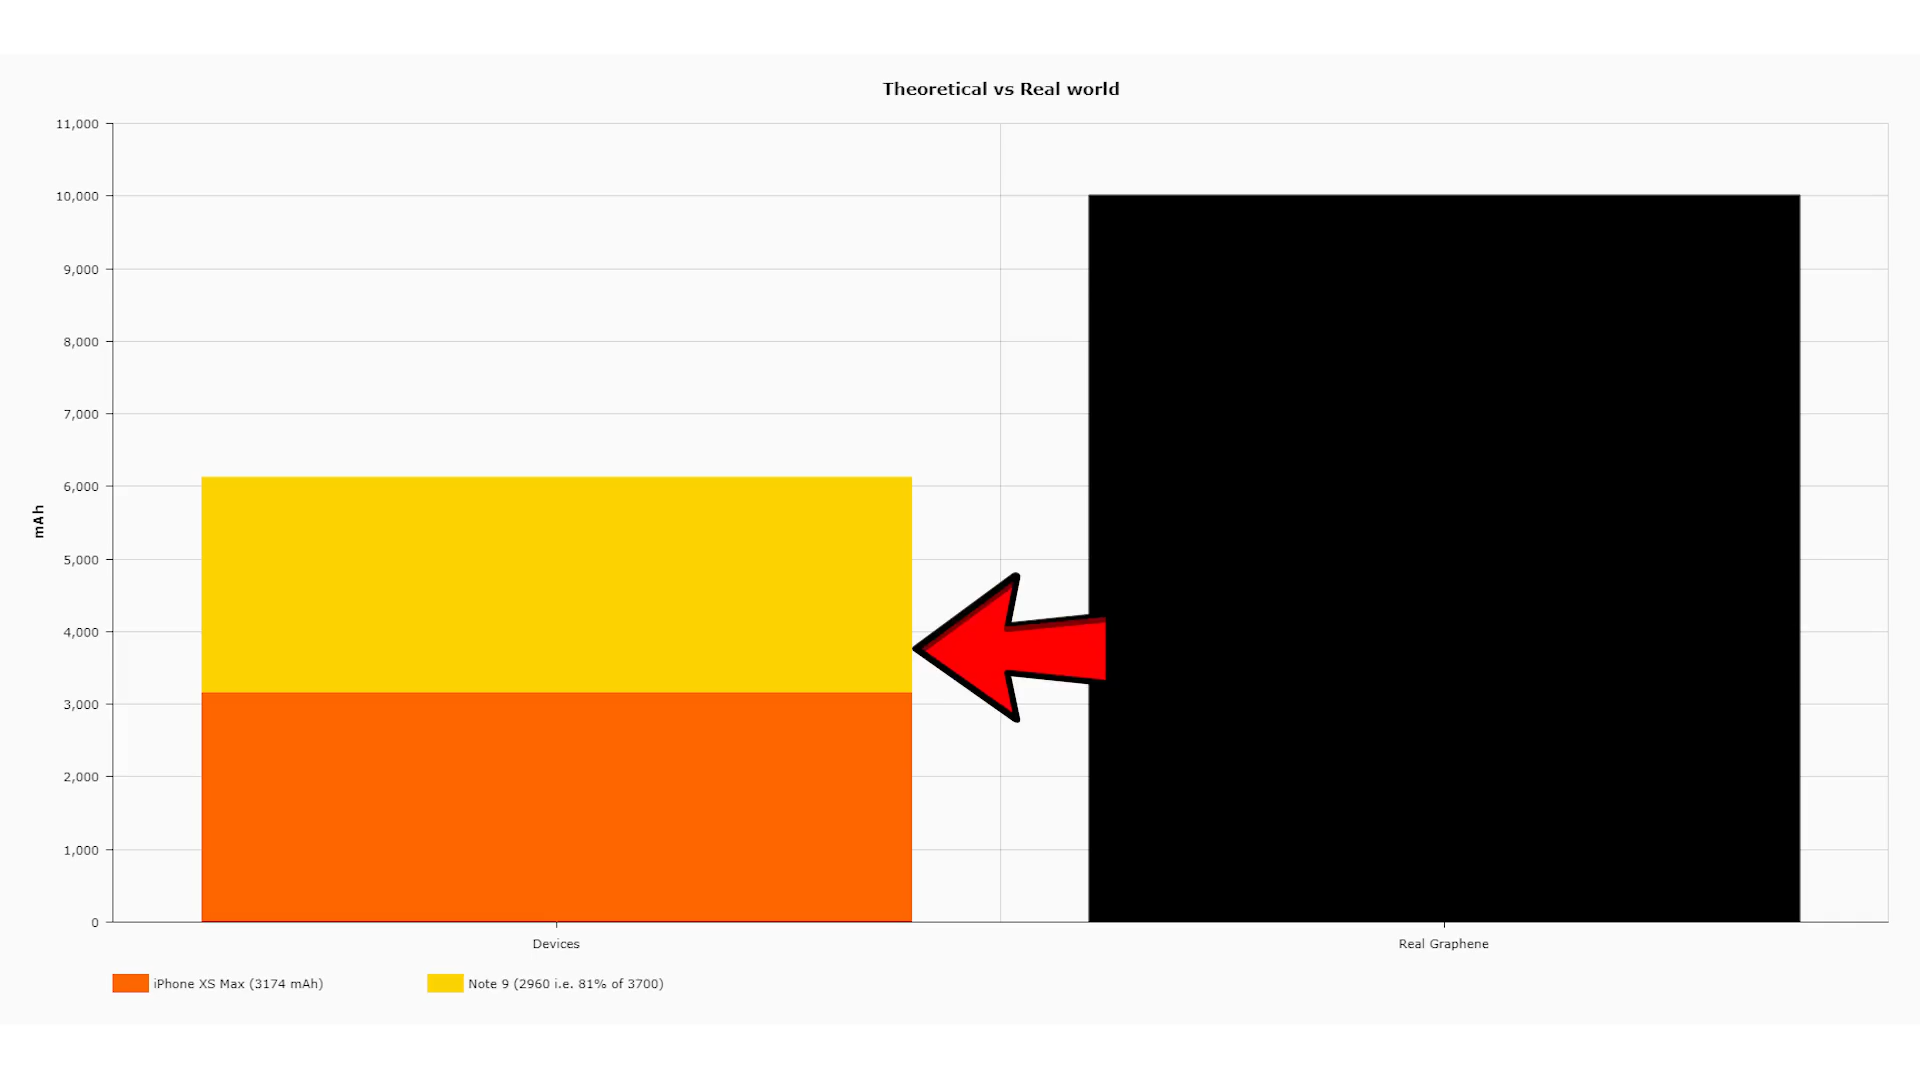 Theoretical vs Real world
11,000
10,000
9,000
8,000
7,000
6,000
5,000
4,000
3,000
2,000
1,000
0
mAh
Devices
Real Graphene
iPhone XS Max (3174 mAh)
Note 9 (2960 i.e. 81% of 3700)